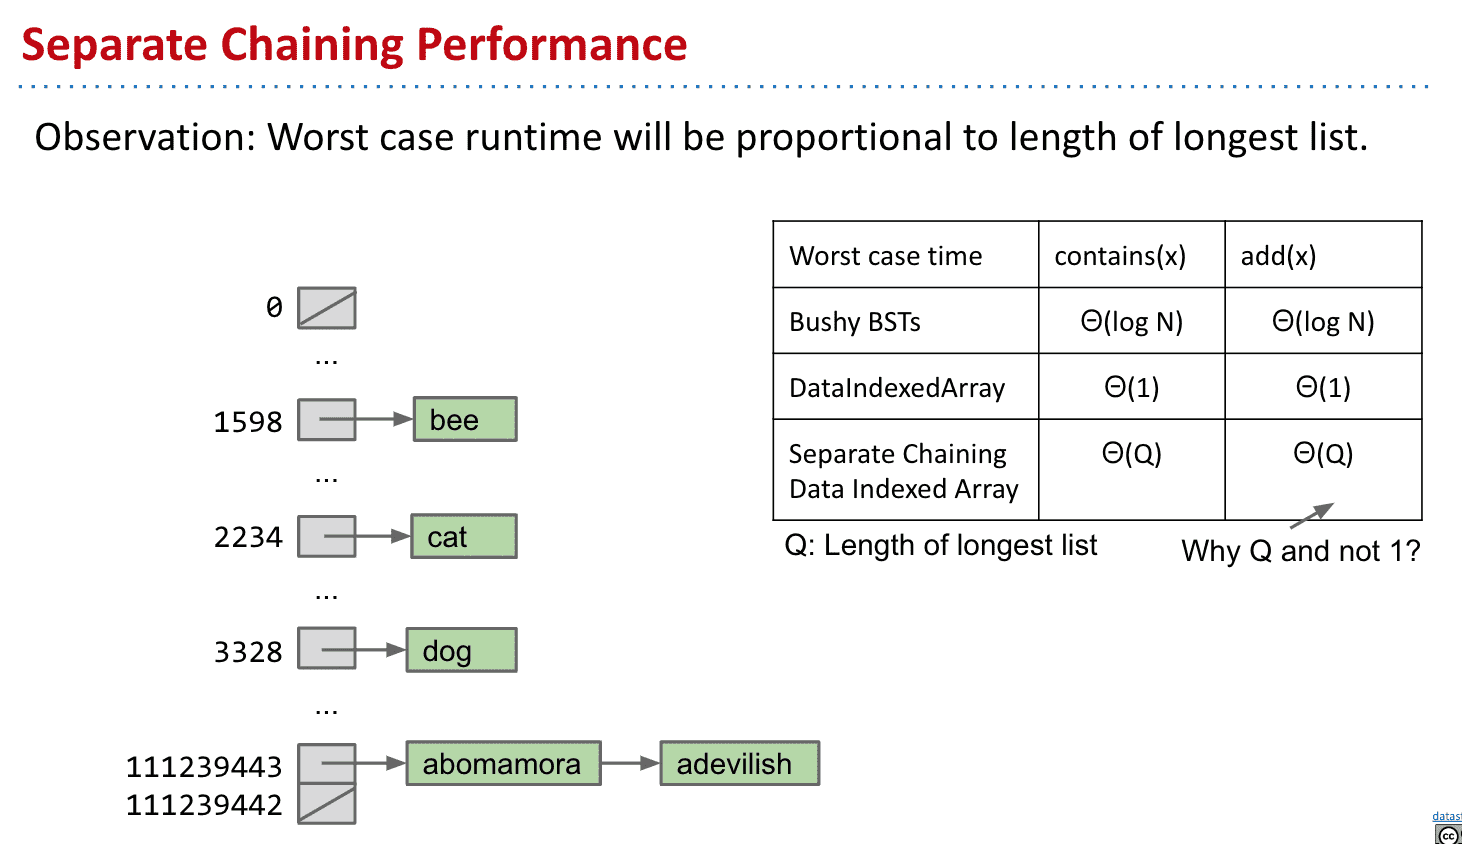 Separate Chaining Performance
Observation: Worst case runtime will be proportional to length of longest list.
0
...
1598
bee
...
2234
cat
...
3328
dog
...
111239443
abomamora
adevilish
111239442
Worst case time
contains(x)
add(x)
Bushy BSTs
Θ(log N)
Θ(log N)
DataIndexedArray
Θ(1)
Θ(1)
Separate Chaining
Data Indexed Array
Θ(Q)
Θ(Q)
Q: Length of longest list
Why Q and not 1?
datast
cc